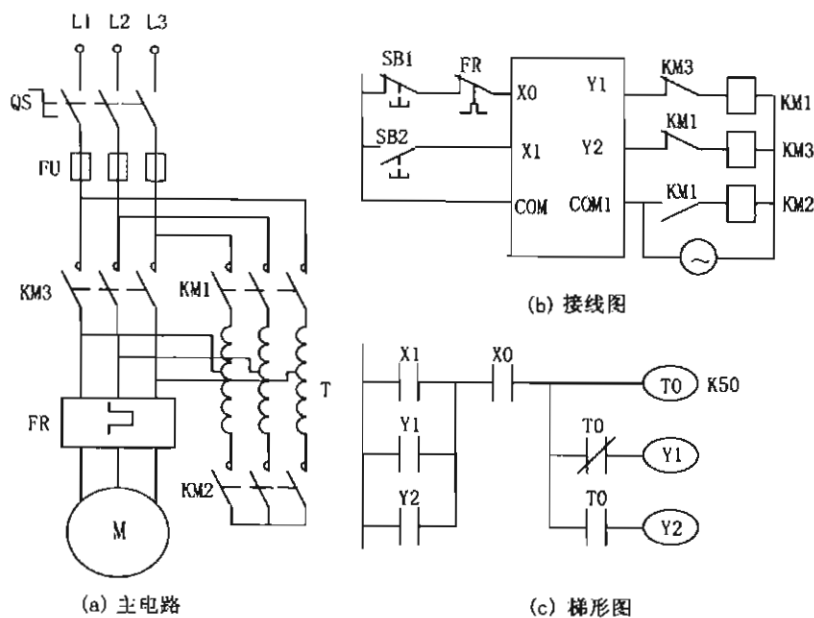 L1 L2 L3
QS
FU
KM3
KM1
T
FR
KM2
M
(a) 主电路
SB1 FR
X0
SB2
X1
COM
Y1
KM3
KM1
Y2
KM1
KM3
COM1
KM1
KM2
~
(b) 接线图
X1 X0
T0 K50
Y1
T0
Y1
Y2
T0
Y2
(c) 梯形图